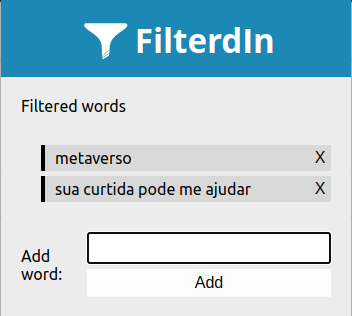 FilterdIn
Filtered words
metaverso X
sua curtida pode me ajudar X
Add
word:
Add